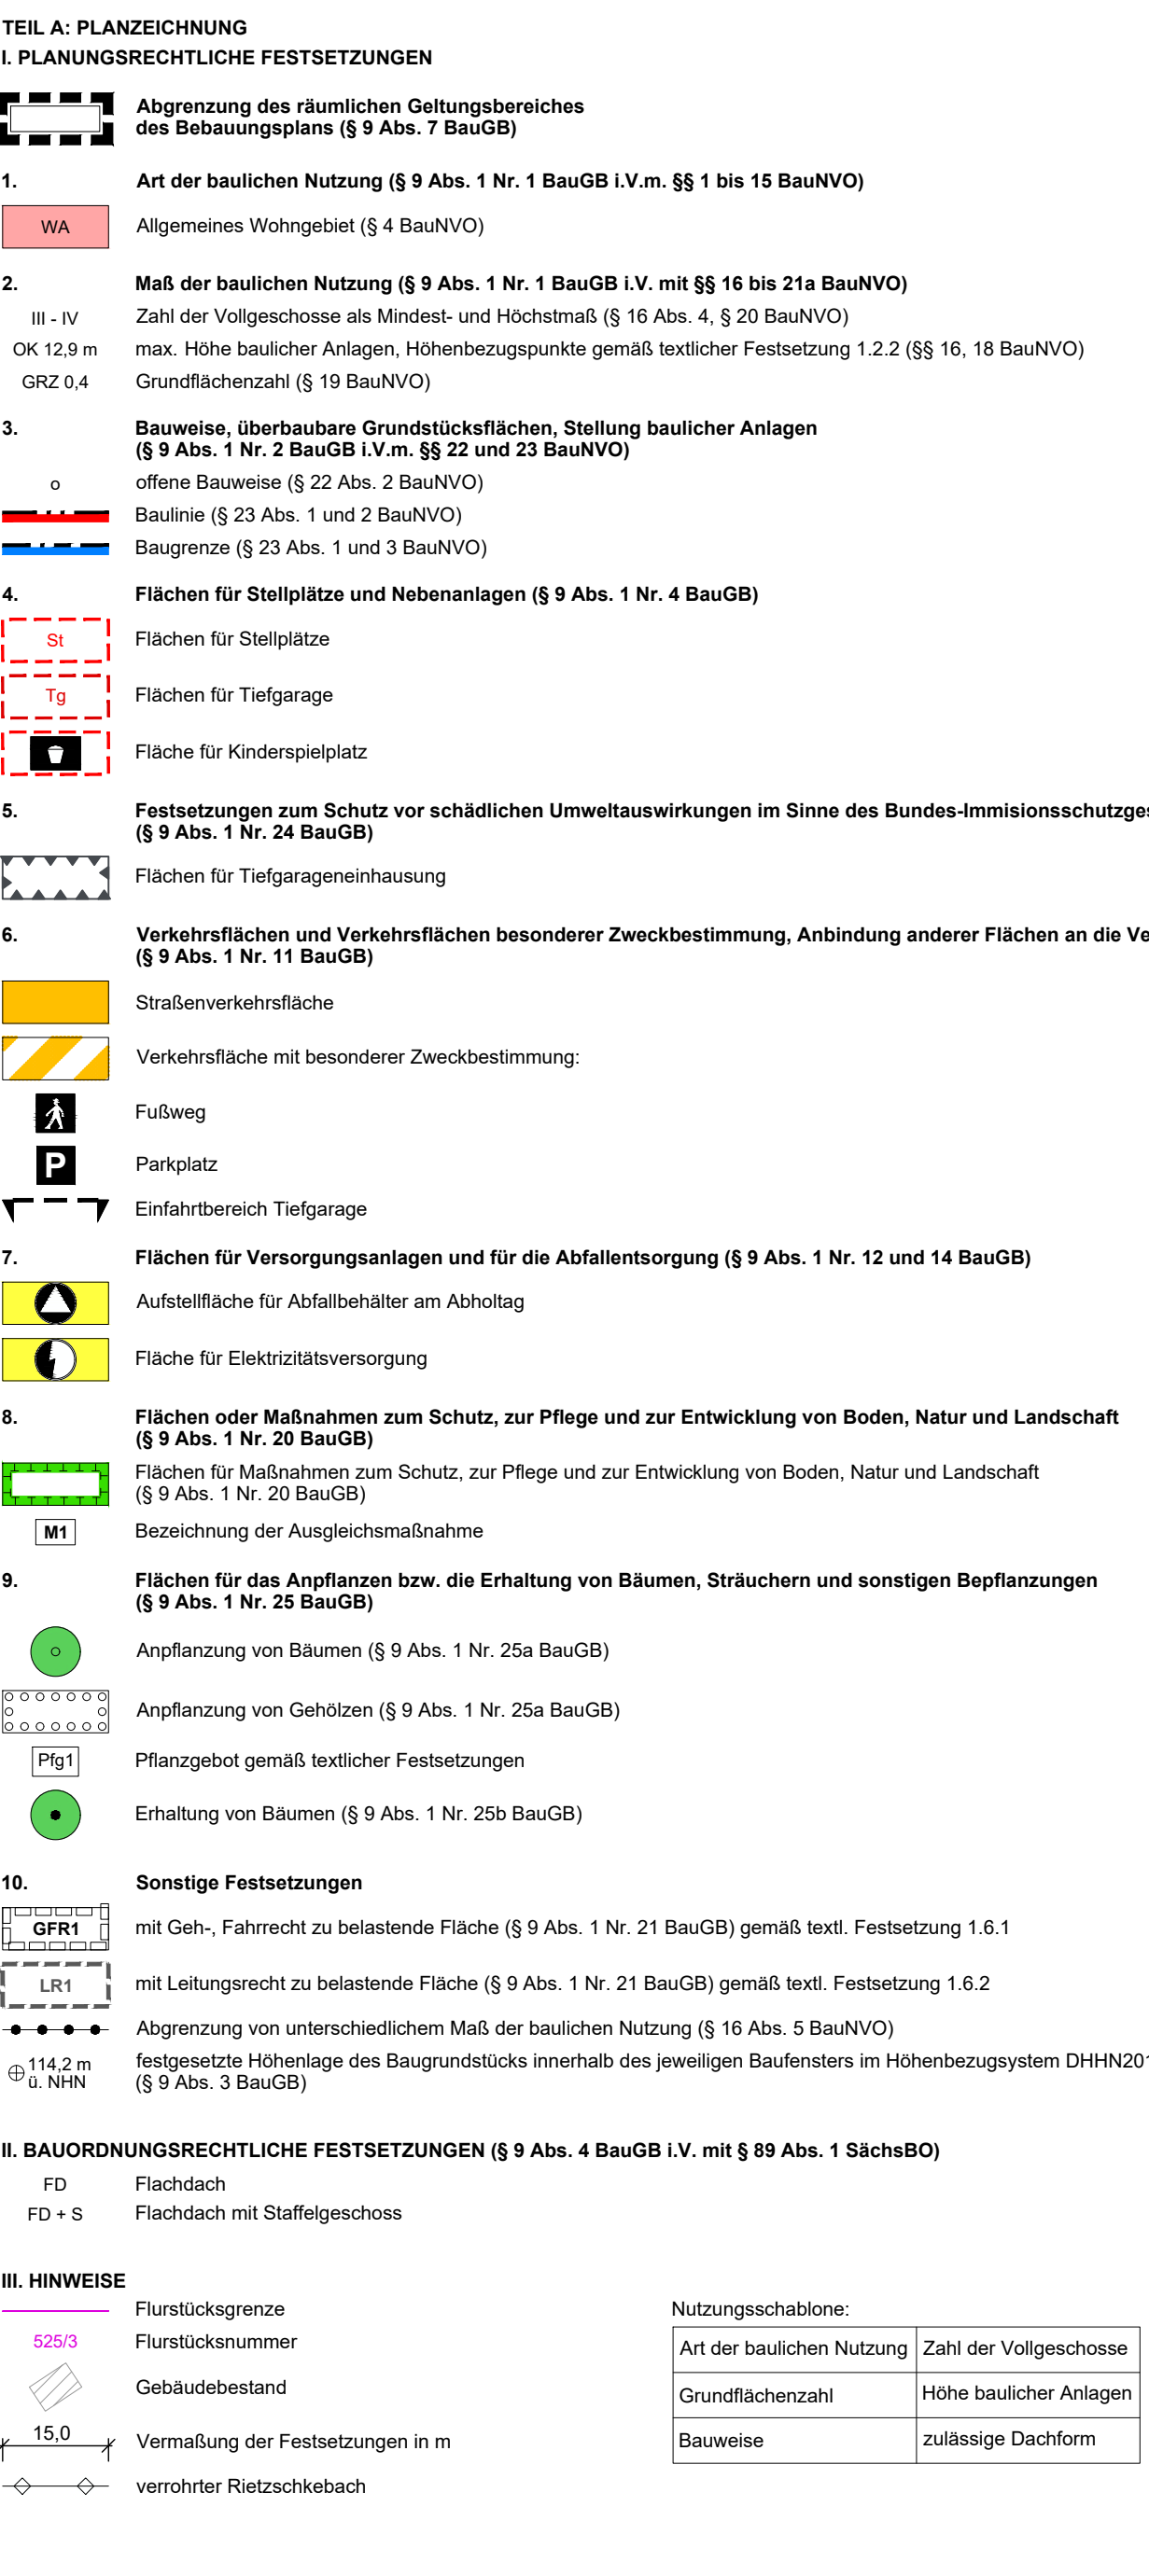 TEIL A: PLANZEICHNUNG
I. PLANUNGSRECHTLICHE FESTSETZUNGEN
Abgrenzung des räumlichen Geltungsbereiches
des Bebauungsplans (§ 9 Abs. 7 BauGB)
1. Art der baulichen Nutzung (§ 9 Abs. 1 Nr. 1 BauGB i.V.m. §§ 1 bis 15 BauNVO)
WA Allgemeines Wohngebiet (§ 4 BauNVO)
2. Maß der baulichen Nutzung (§ 9 Abs. 1 Nr. 1 BauGB i.V. mit §§ 16 bis 21a BauNVO)
III - IV Zahl der Vollgeschosse als Mindest- und Höchstmaß (§ 16 Abs. 4, § 20 BauNVO)
OK 12,9 m max. Höhe baulicher Anlagen, Höhenbezugspunkte gemäß textlicher Festsetzung 1.2.2 (§§ 16, 18 BauNVO)
GRZ 0,4 Grundflächenzahl (§ 19 BauNVO)
3. Bauweise, überbaubare Grundstücksflächen, Stellung baulicher Anlagen
(§ 9 Abs. 1 Nr. 2 BauGB i.V.m. §§ 22 und 23 BauNVO)
o offene Bauweise (§ 22 Abs. 2 BauNVO)
Baulinie (§ 23 Abs. 1 und 2 BauNVO)
Baugrenze (§ 23 Abs. 1 und 3 BauNVO)
4. Flächen für Stellplätze und Nebenanlagen (§ 9 Abs. 1 Nr. 4 BauGB)
St Flächen für Stellplätze
Tg Flächen für Tiefgarage
Fläche für Kinderspielplatz
5. Festsetzungen zum Schutz vor schädlichen Umweltauswirkungen im Sinne des Bundes-Immisionsschutzges
(§ 9 Abs. 1 Nr. 24 BauGB)
Flächen für Tiefgarageneinhausung
6. Verkehrsflächen und Verkehrsflächen besonderer Zweckbestimmung, Anbindung anderer Flächen an die Ve
(§ 9 Abs. 1 Nr. 11 BauGB)
Straßenverkehrsfläche
Verkehrsfläche mit besonderer Zweckbestimmung:
Fußweg
P Parkplatz
Einfahrtbereich Tiefgarage
7. Flächen für Versorgungsanlagen und für die Abfallentsorgung (§ 9 Abs. 1 Nr. 12 und 14 BauGB)
Aufstellfläche für Abfallbehälter am Abholtag
Fläche für Elektrizitätsversorgung
8. Flächen oder Maßnahmen zum Schutz, zur Pflege und zur Entwicklung von Boden, Natur und Landschaft
(§ 9 Abs. 1 Nr. 20 BauGB)
Flächen für Maßnahmen zum Schutz, zur Pflege und zur Entwicklung von Boden, Natur und Landschaft
(§ 9 Abs. 1 Nr. 20 BauGB)
M1 Bezeichnung der Ausgleichsmaßnahme
9. Flächen für das Anpflanzen bzw. die Erhaltung von Bäumen, Sträuchern und sonstigen Bepflanzungen
(§ 9 Abs. 1 Nr. 25 BauGB)
Anpflanzung von Bäumen (§ 9 Abs. 1 Nr. 25a BauGB)
Anpflanzung von Gehölzen (§ 9 Abs. 1 Nr. 25a BauGB)
Pfg1 Pflanzgebot gemäß textlicher Festsetzungen
Erhaltung von Bäumen (§ 9 Abs. 1 Nr. 25b BauGB)
10. Sonstige Festsetzungen
GFR1 mit Geh-, Fahrrecht zu belastende Fläche (§ 9 Abs. 1 Nr. 21 BauGB) gemäß textl. Festsetzung 1.6.1
LR1 mit Leitungsrecht zu belastende Fläche (§ 9 Abs. 1 Nr. 21 BauGB) gemäß textl. Festsetzung 1.6.2
Abgrenzung von unterschiedlichem Maß der baulichen Nutzung (§ 16 Abs. 5 BauNVO)
114,2 m festgesetzte Höhenlage des Baugrundstücks innerhalb des jeweiligen Baufensters im Höhenbezugsystem DHHN201
ü. NHN (§ 9 Abs. 3 BauGB)
II. BAUORDNUNGSRECHTLICHE FESTSETZUNGEN (§ 9 Abs. 4 BauGB i.V. mit § 89 Abs. 1 SächsBO)
FD Flachdach
FD + S Flachdach mit Staffelgeschoss
III. HINWEISE
Flurstücksgrenze
525/3 Flurstücksnummer
Gebäudebestand
15,0 Vermaßung der Festsetzungen in m
verrohrter Rietzschkebach
Nutzungsschablone:
Art der baulichen Nutzung Zahl der Vollgeschosse
Grundflächenzahl Höhe baulicher Anlagen
Bauweise zulässige Dachform